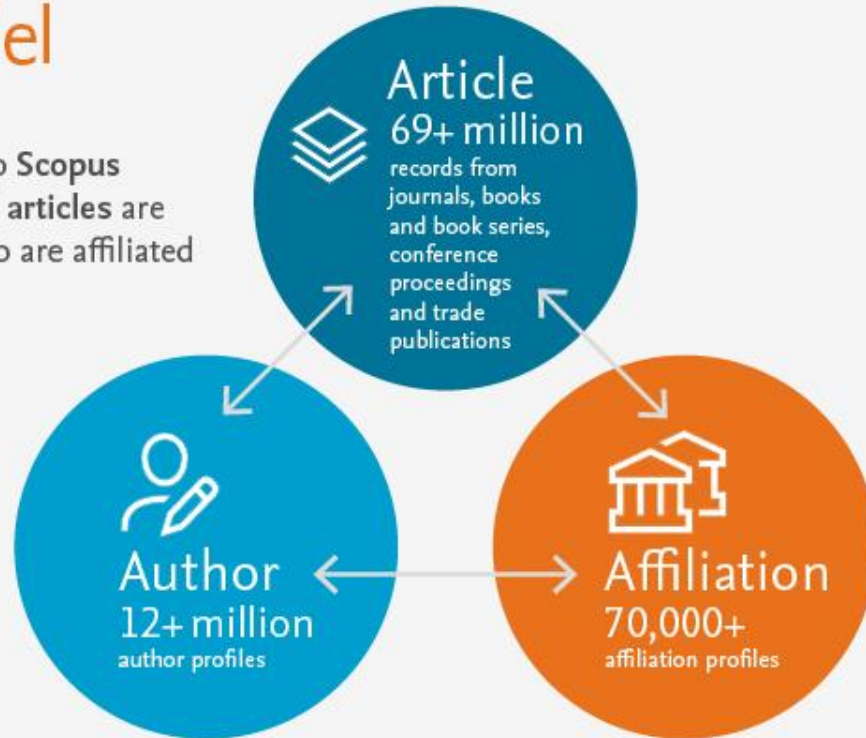 el
Scopus
articles are
o are affiliated
Article
69+ million
records from
journals, books
and book series,
conference
proceedings
and trade
publications
Author
12+ million
author profiles
Affiliation
70,000+
affiliation profiles